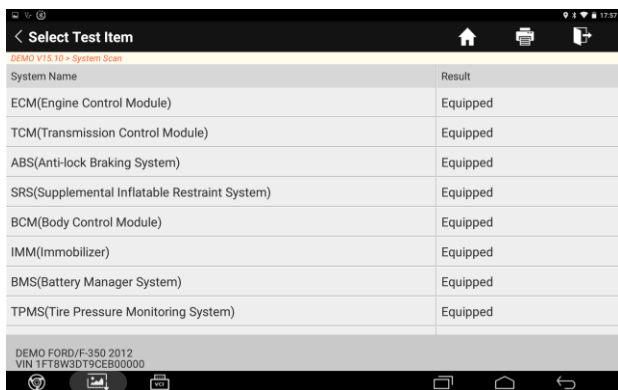 17:57
Select Test Item
DEMO V15.10 > System Scan
System Name Result
ECM(Engine Control Module) Equipped
TCM(Transmission Control Module) Equipped
ABS(Anti-lock Braking System) Equipped
SRS(Supplemental Inflatable Restraint System) Equipped
BCM(Body Control Module) Equipped
IMM(Immobilizer) Equipped
BMS(Battery Manager System) Equipped
TPMS(Tire Pressure Monitoring System) Equipped
DEMO FORD/F-350 2012
VIN 1FT8W3DT9CEB00000
VCI